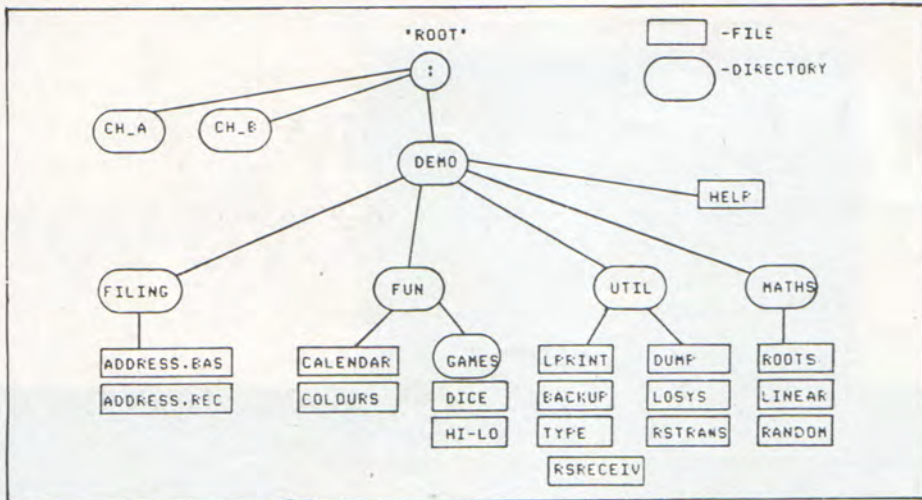 "ROOT"
-FILE
:
-DIRECTORY
CH_A
CH_B
DEMO
HELP
FILING
FUN
UTIL
MATHS
ADDRESS.BAS
CALENDAR
GAMES
LPRINT
DUMP
ROOTS
ADDRESS.REC
COLOURS
DICE
BACKUP
LOSYS
LINEAR
HI-LO
TYPE
RSTRANS
RANDOM
RSRECEIV